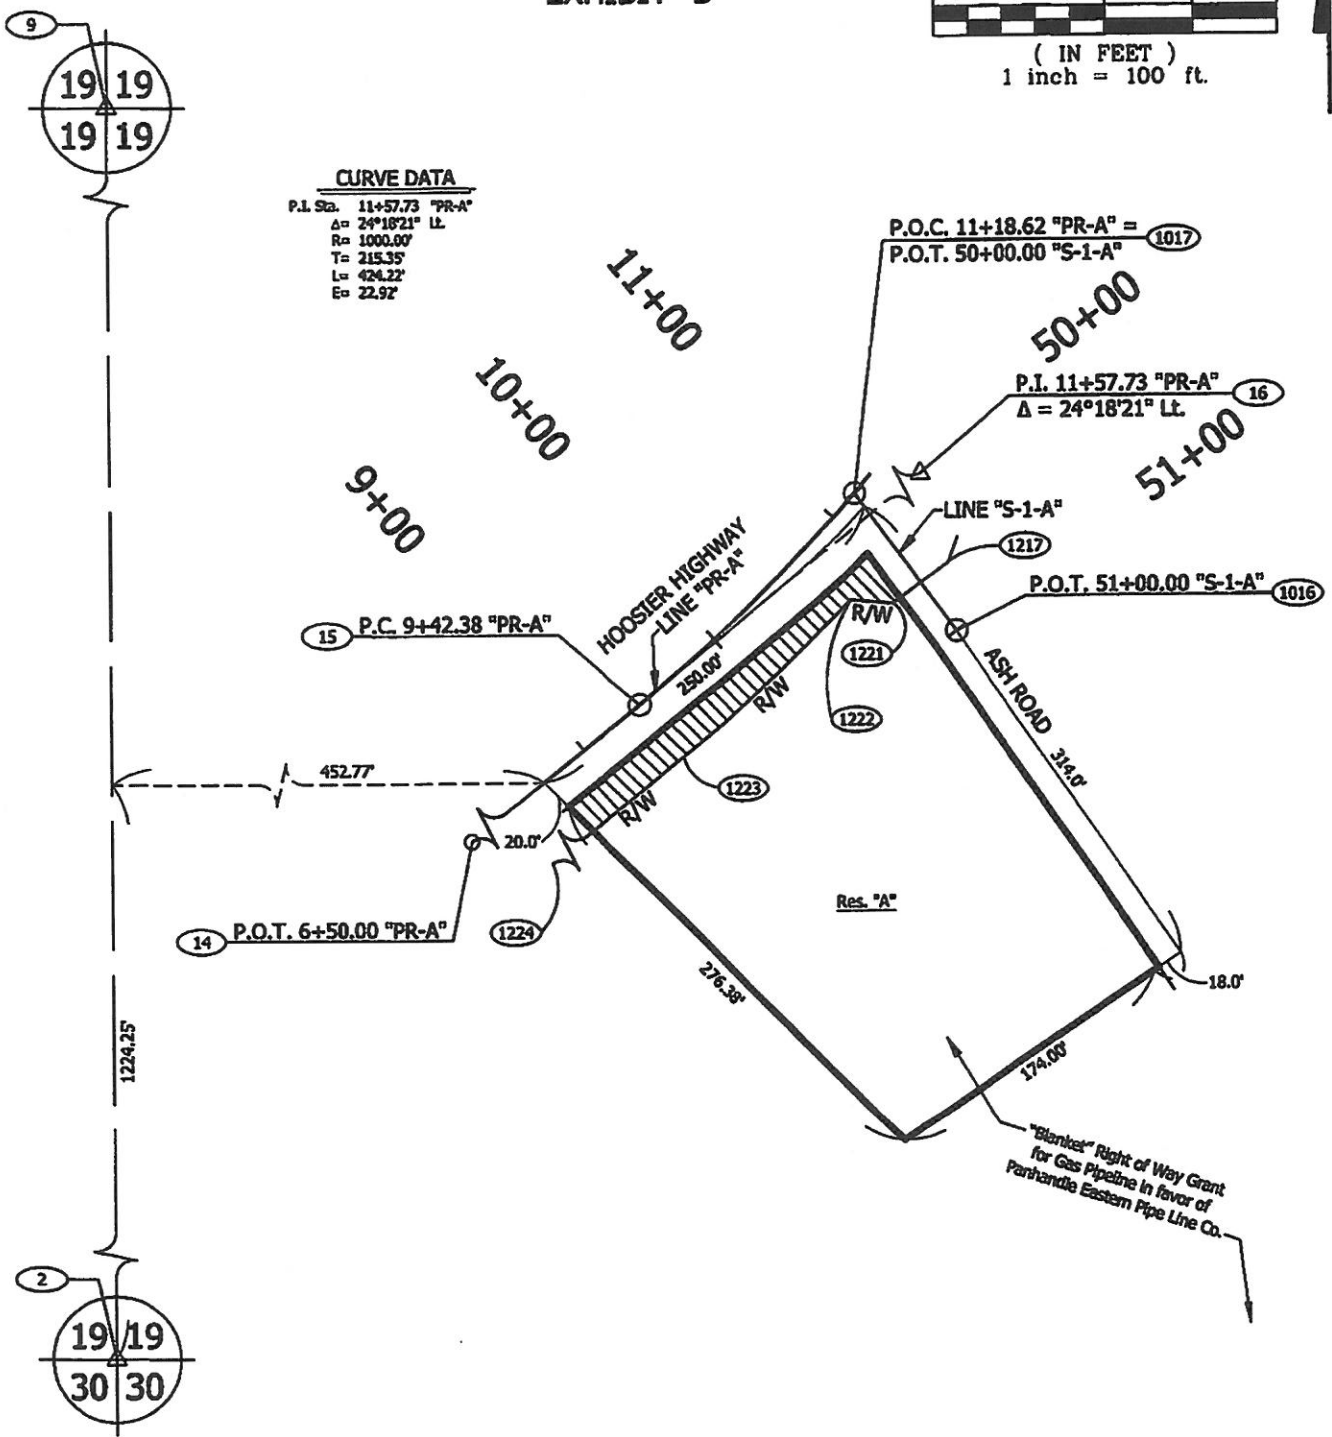 ( IN FEET )
1 inch = 100 ft.
9
19 19
19 19
CURVE DATA
P.I. Sta. 11+57.73 "PR-A"
Δ= 24°18'21" Lt.
R= 1000.00'
T= 215.35'
L= 424.22'
E= 22.92'
11+00
P.O.C. 11+18.62 "PR-A" =
P.O.T. 50+00.00 "S-1-A"
1017
50+00
10+00
P.I. 11+57.73 "PR-A"
Δ = 24°18'21" Lt.
16
51+00
9+00
LINE "S-1-A"
1217
HOOSIER HIGHWAY
LINE "PR-A"
P.O.T. 51+00.00 "S-1-A"
1016
15
P.C. 9+42.38 "PR-A"
R/W
1221
250.00'
R/W
ASH ROAD
1222
314.0'
452.77'
1223
R/W
20.0'
Res. "A"
14
P.O.T. 6+50.00 "PR-A"
1224
276.38'
18.0'
1224.25'
174.00'
"Blanket" Right of Way Grant
for Gas Pipeline in favor of
Panhandle Eastern Pipe Line Co.
2
19 19
30 30